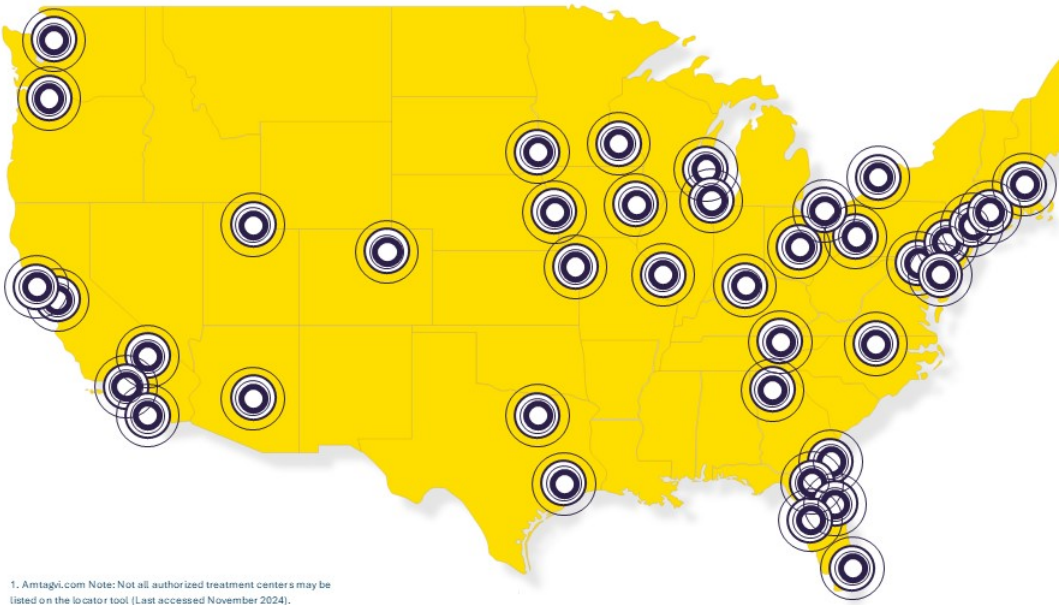 1. Amtagvi.com Note: Not all authorized treatment centers may be
listed on the locator tool (Last accessed November 2024).